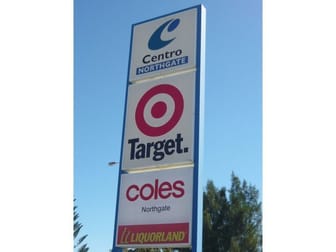 Centro
NORTHGATE
Target.
coles
Northgate
LIQUORLAND